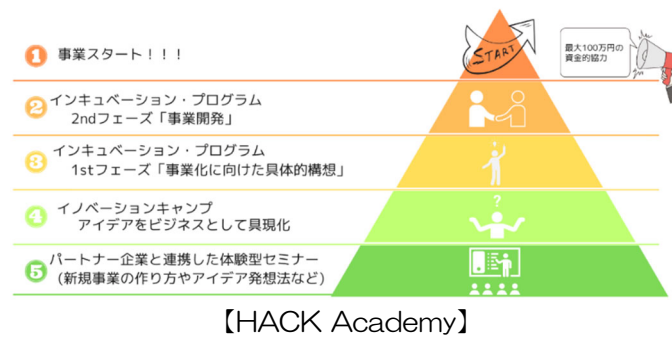 1 事業スタート！！！
START
最大100万円の
資金的協力
2 インキュベーション・プログラム
2ndフェーズ「事業開発」
3 インキュベーション・プログラム
1stフェーズ「事業化に向けた具体的構想」
?
4 イノベーションキャンプ
アイデアをビジネスとして具現化
5 パートナー企業と連携した体験型セミナー
(新規事業の作り方やアイデア発想法など)
【HACK Academy】